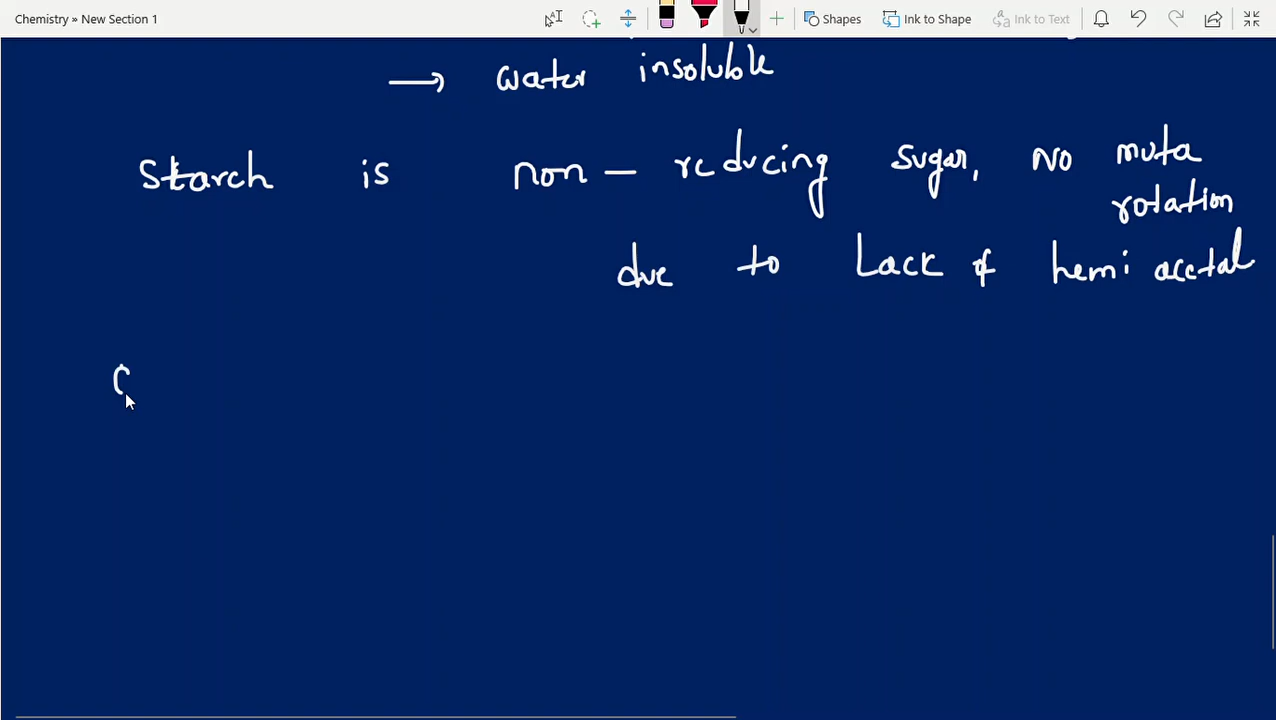 Chemistry » New Section 1
Shapes
Ink to Shape
Ink to Text
→ water insoluble
Starch is non - reducing sugar, No muta
rotation
due to Lack of hemi acetal
C